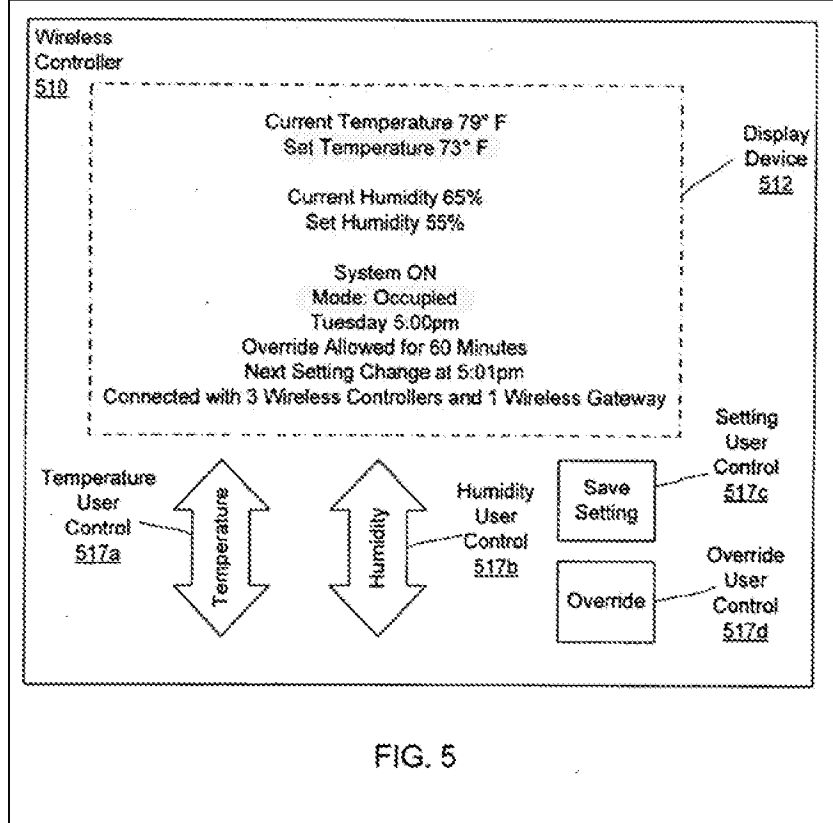 Wireless
Controller
510
Current Temperature 79° F
Set Temperature 73° F
Current Humidity 65%
Set Humidity 55%
System ON
Mode: Occupied
Tuesday 5:00pm
Override Allowed for 60 Minutes
Next Setting Change at 5:01pm
Connected with 3 Wireless Controllers and 1 Wireless Gateway
Display
Device
512
Temperature
User
Control
517a
Temperature
Humidity
Humidity
User
Control
517b
Save
Setting
Setting
User
Control
517c
Override
Override
User
Control
517d
FIG. 5